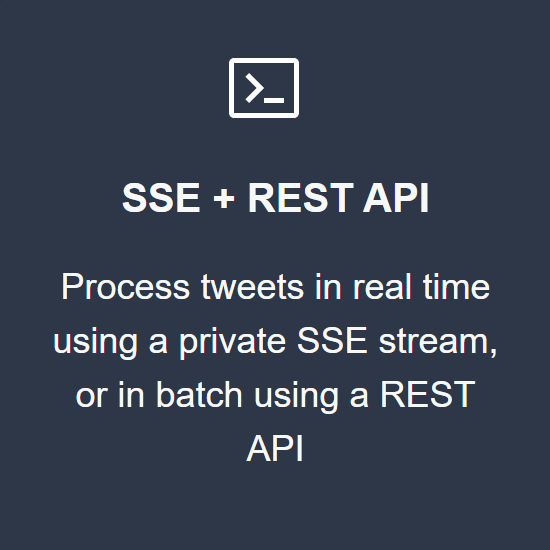 SSE + REST API
Process tweets in real time
using a private SSE stream,
or in batch using a REST
API